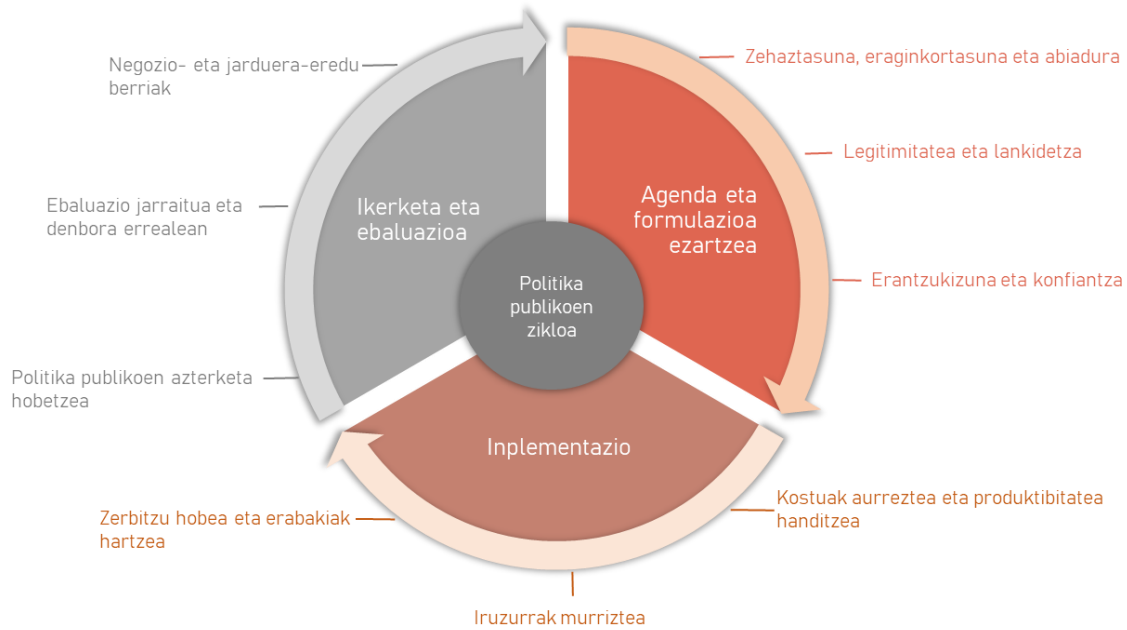 Negozio- eta jarduera-eredu
berriak
Ebaluazio jarraitua eta
denbora errealean
Politika publikoen azterketa
hobetzea
Ikerketa eta
ebaluazioa
Agenda eta
formulazioa
ezartzea
Politika
publikoen
zikloa
Inplementazio
Zehaztasuna, eraginkortasuna eta abiadura
Legitimitatea eta lankidetza
Erantzukizuna eta konfiantza
Kostuak aurreztea eta produktibitatea
handitzea
Iruzurrak murriztea
Zerbitzu hobea eta erabakiak
hartzea